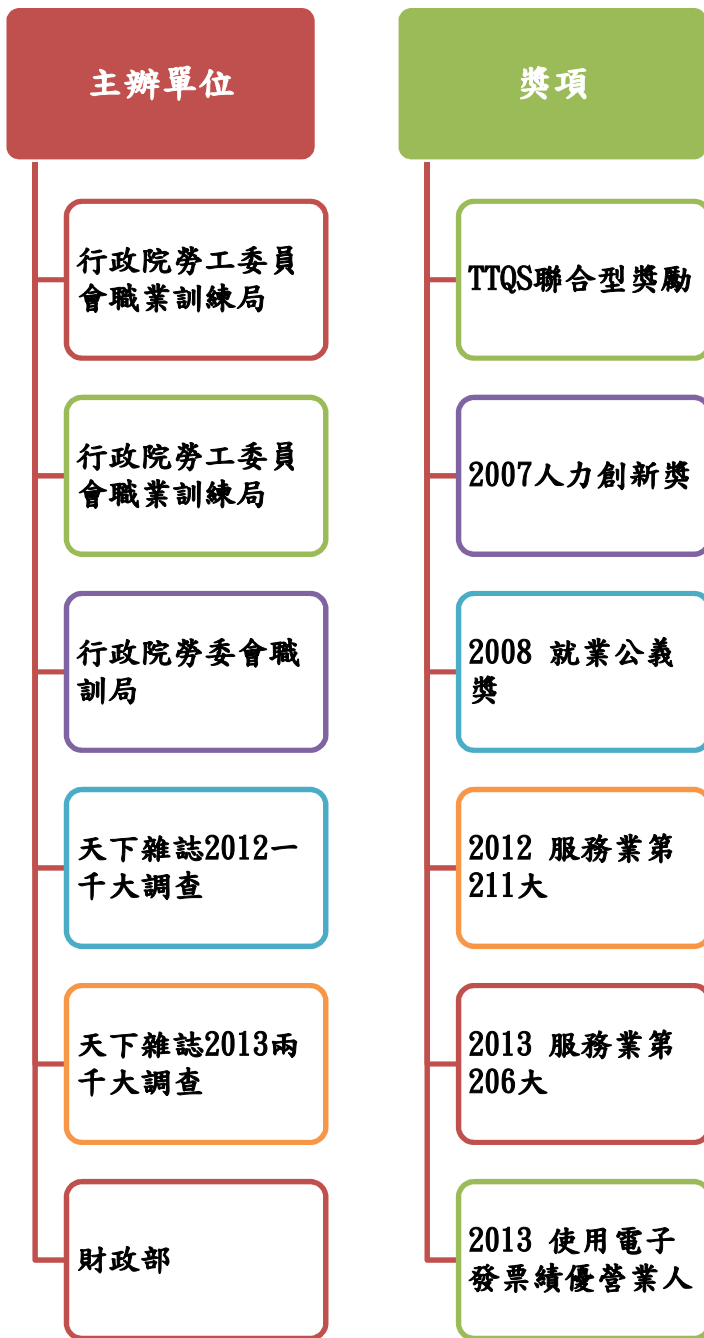 主辦單位
行政院勞工委員
會職業訓練局
行政院勞工委員
會職業訓練局
行政院勞委會職
訓局
天下雜誌2012一
千大調查
天下雜誌2013兩
千大調查
財政部
獎項
TTQS聯合型獎勵
2007人力創新獎
2008 就業公義
獎
2012 服務業第
211大
2013 服務業第
206大
2013 使用電子
發票績優營業人